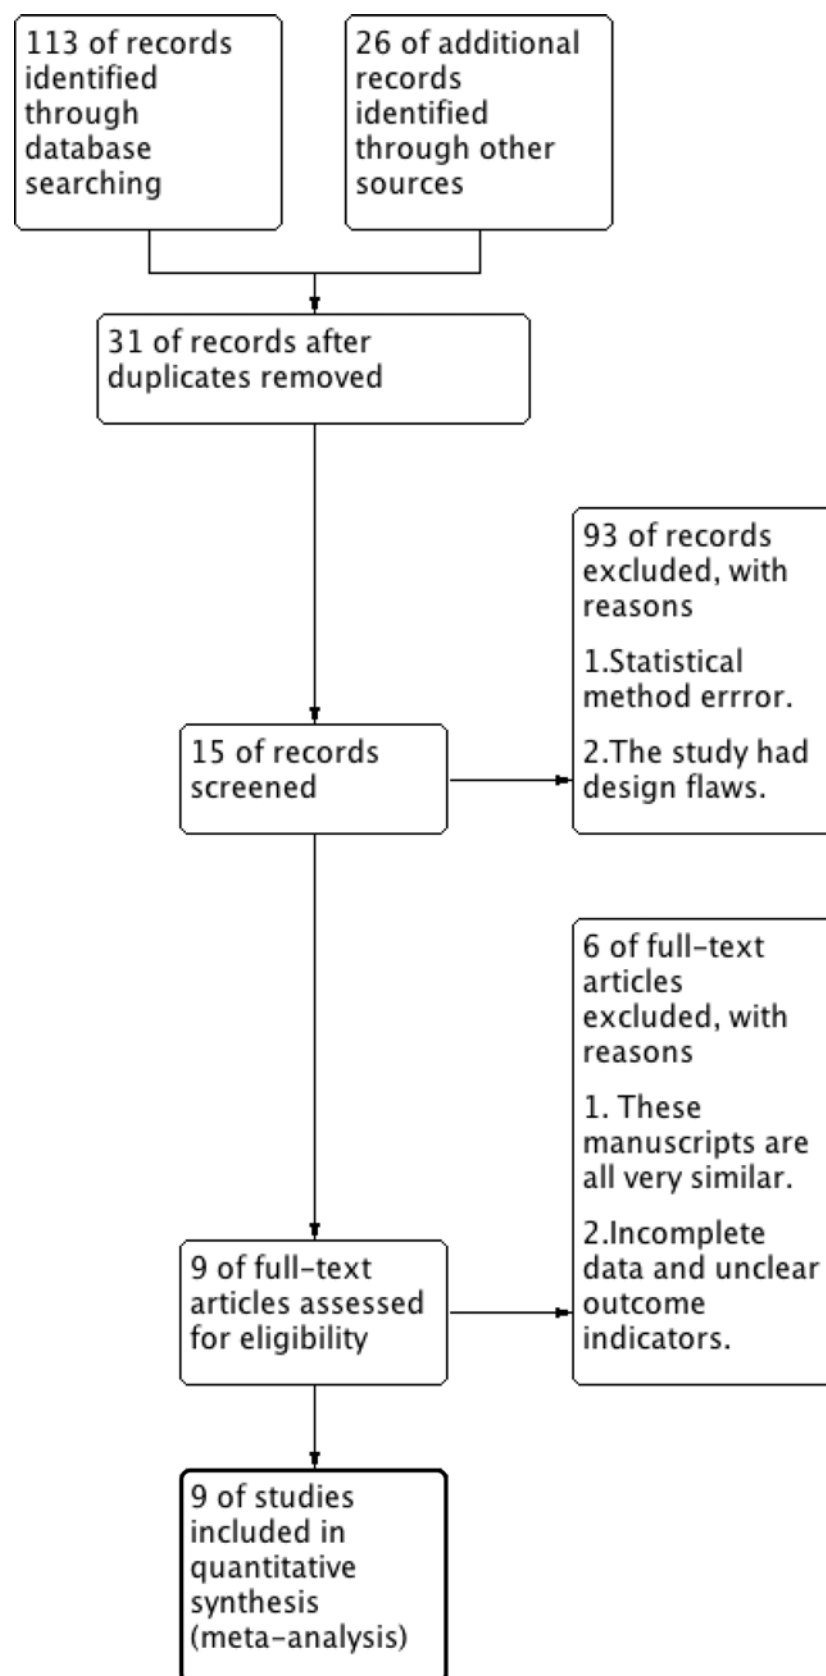 113 of records
identified
through
database
searching
26 of additional
records
identified
through other
sources
31 of records after
duplicates removed
93 of records
excluded, with
reasons
1.Statistical
method errror.
2.The study had
design flaws.
15 of records
screened
6 of full-text
articles
excluded, with
reasons
1. These
manuscripts are
all very similar.
2.Incomplete
data and unclear
outcome
indicators.
9 of full-text
articles assessed
for eligibility
9 of studies
included in
quantitative
synthesis
(meta-analysis)